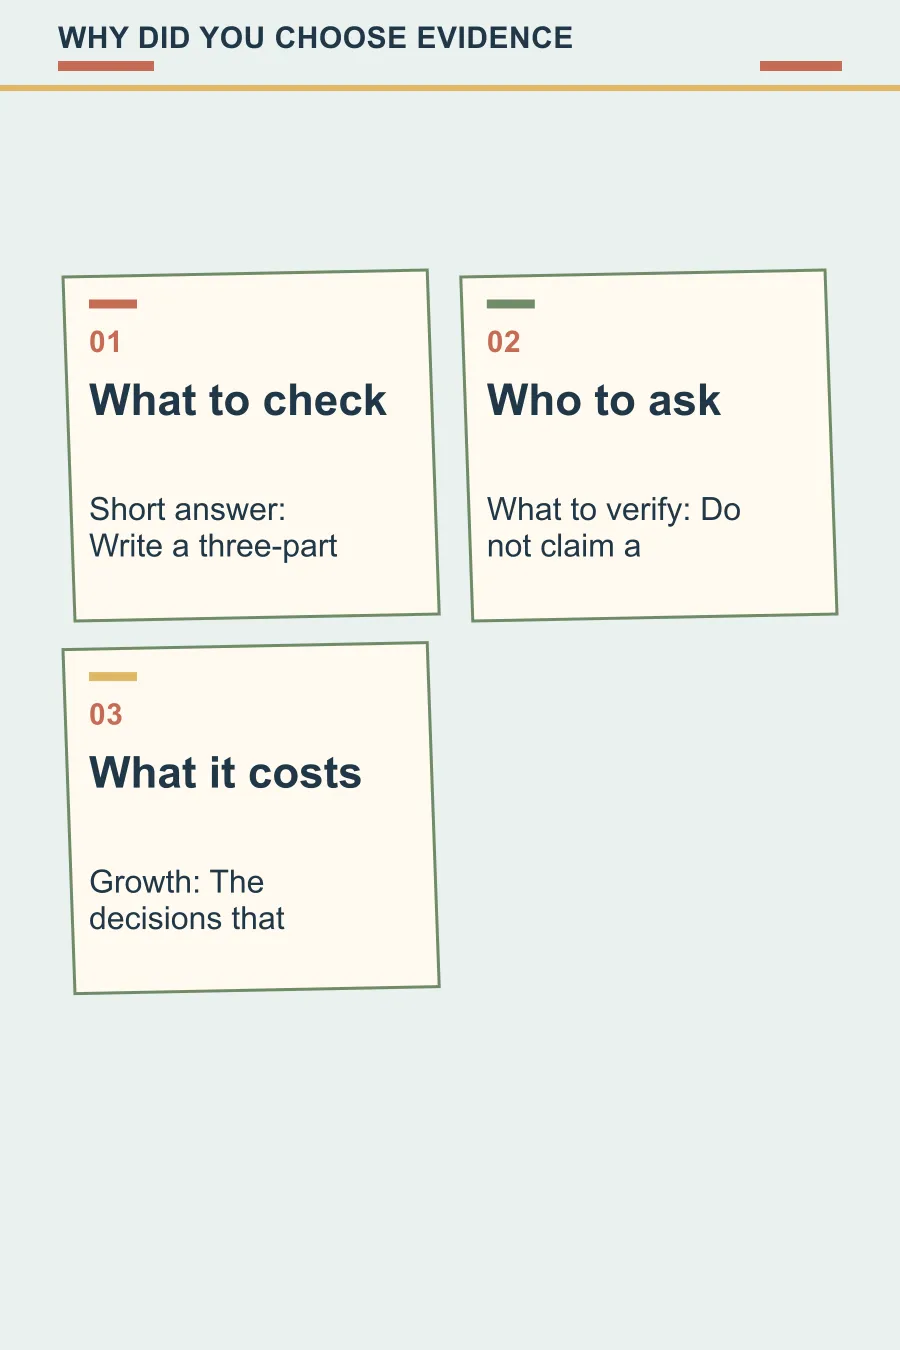 WHY DID YOU CHOOSE EVIDENCE
01
What to check
Short answer:
Write a three-part
02
Who to ask
What to verify: Do
not claim a
03
What it costs
Growth: The
decisions that